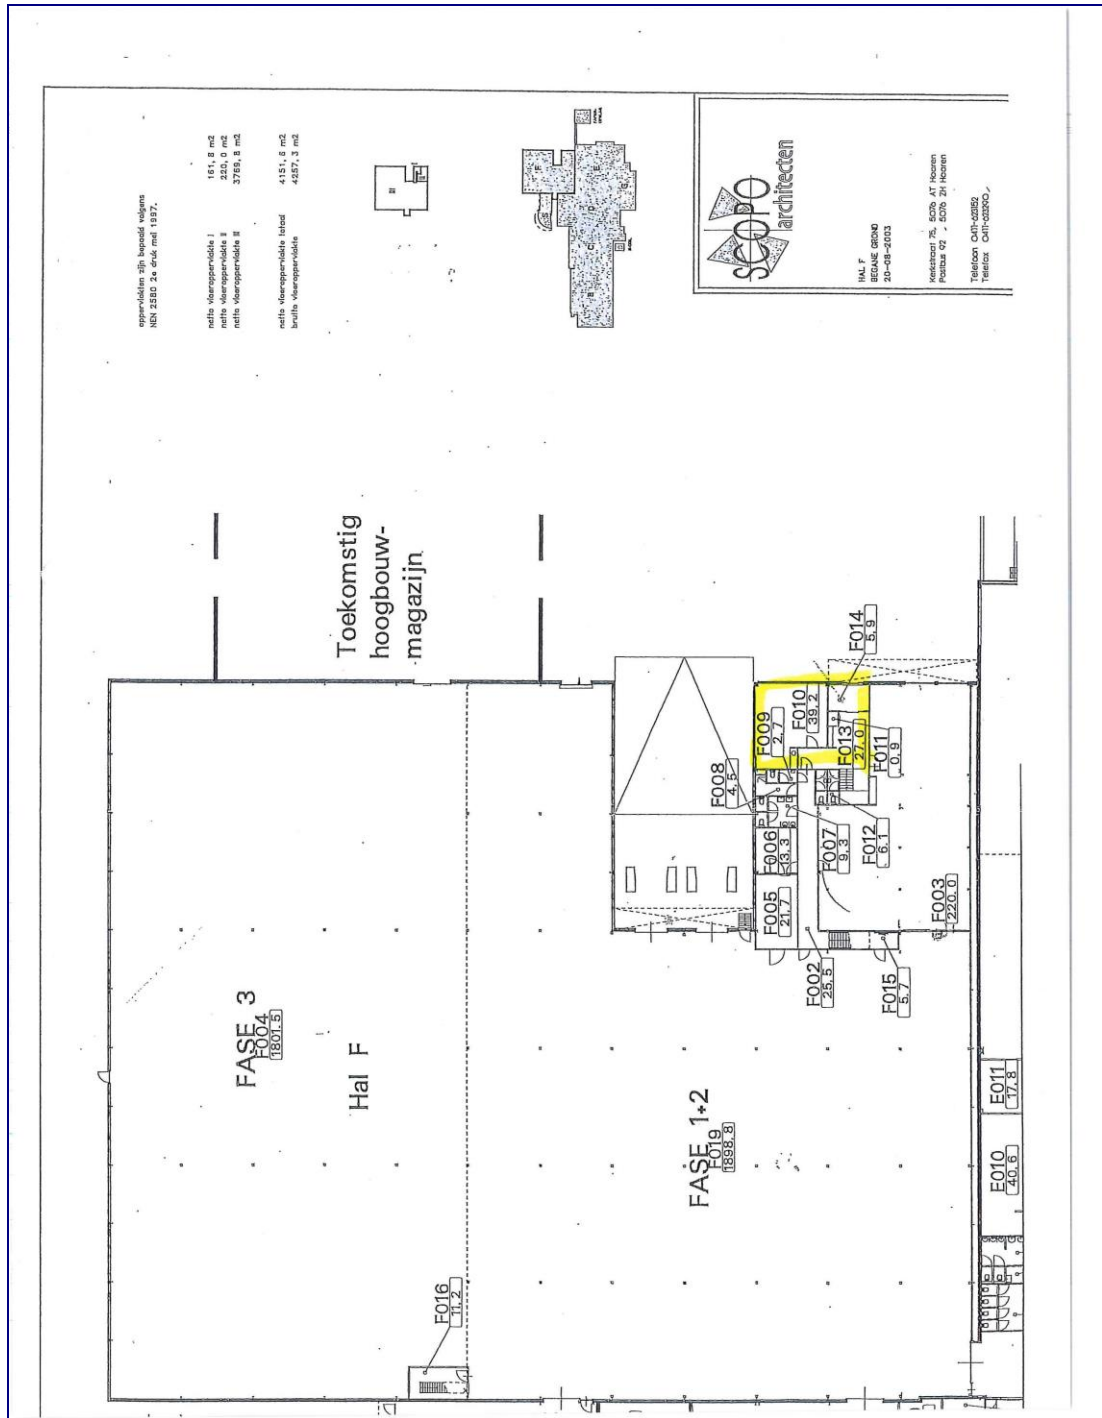 oppervlakten zijn bepaald volgens
NEN 2580 2e druk mei 1997.
netto vloeroppervlakte I 161, 8 m2
netto vloeroppervlakte II 220, 0 m2
netto vloeroppervlakte III 3769, 8 m2
netto vloeroppervlakte totaal 4151, 6 m2
brutto vloeroppervlakte 4257, 3 m2
III
F
E
D
G
C
B
SCOPO
architecten
HAL F
BEGANE GROND
20-08-2003
Kerkstraat 75, 5076 AT Haaren
Postbus 92 , 5076 ZH Haaren
Telefoon 0411-623152
Telefax 0411-623290
Toekomstig
hoogbouw-
magazijn
FASE 3
F004
1801.5
Hal F
FASE 1+2
F019
1898,8
F016
11,2
F008
4,5
F009
2,7
F010
39,2
F014
5,9
F013
27,0
F011
0,9
F006
13,3
F007
9,3
F012
6,1
F005
21,7
F003
220.0
F002
25,5
F015
5,7
E011
17,8
E010
40,6